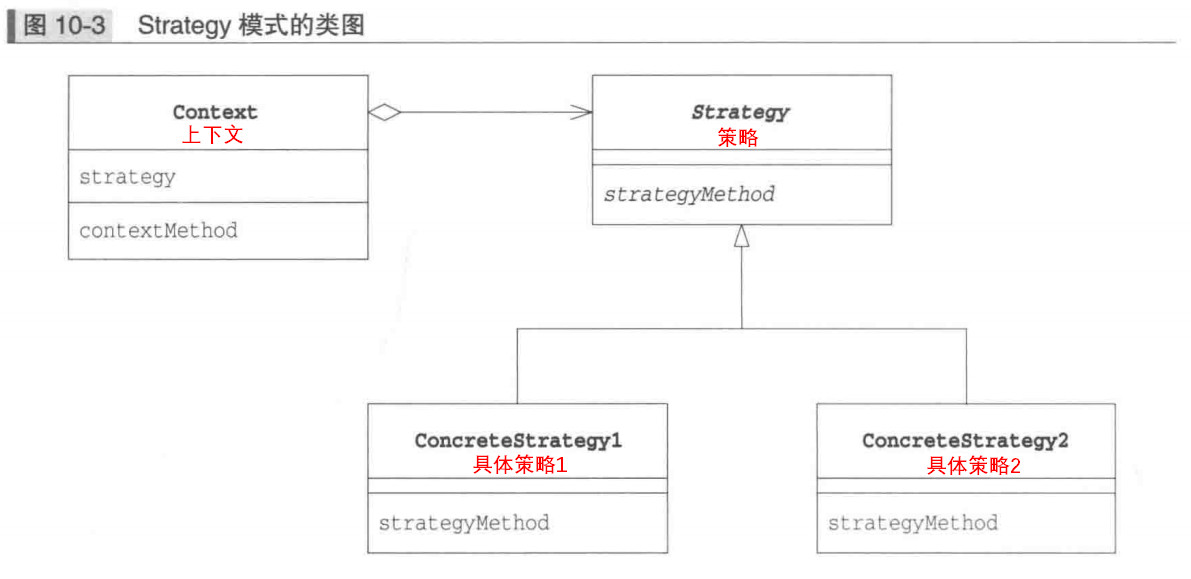 图 10-3 Strategy 模式的类图
Context
上下文
strategy
contextMethod
Strategy
策略
strategyMethod
ConcreteStrategy1
具体策略1
strategyMethod
ConcreteStrategy2
具体策略2
strategyMethod